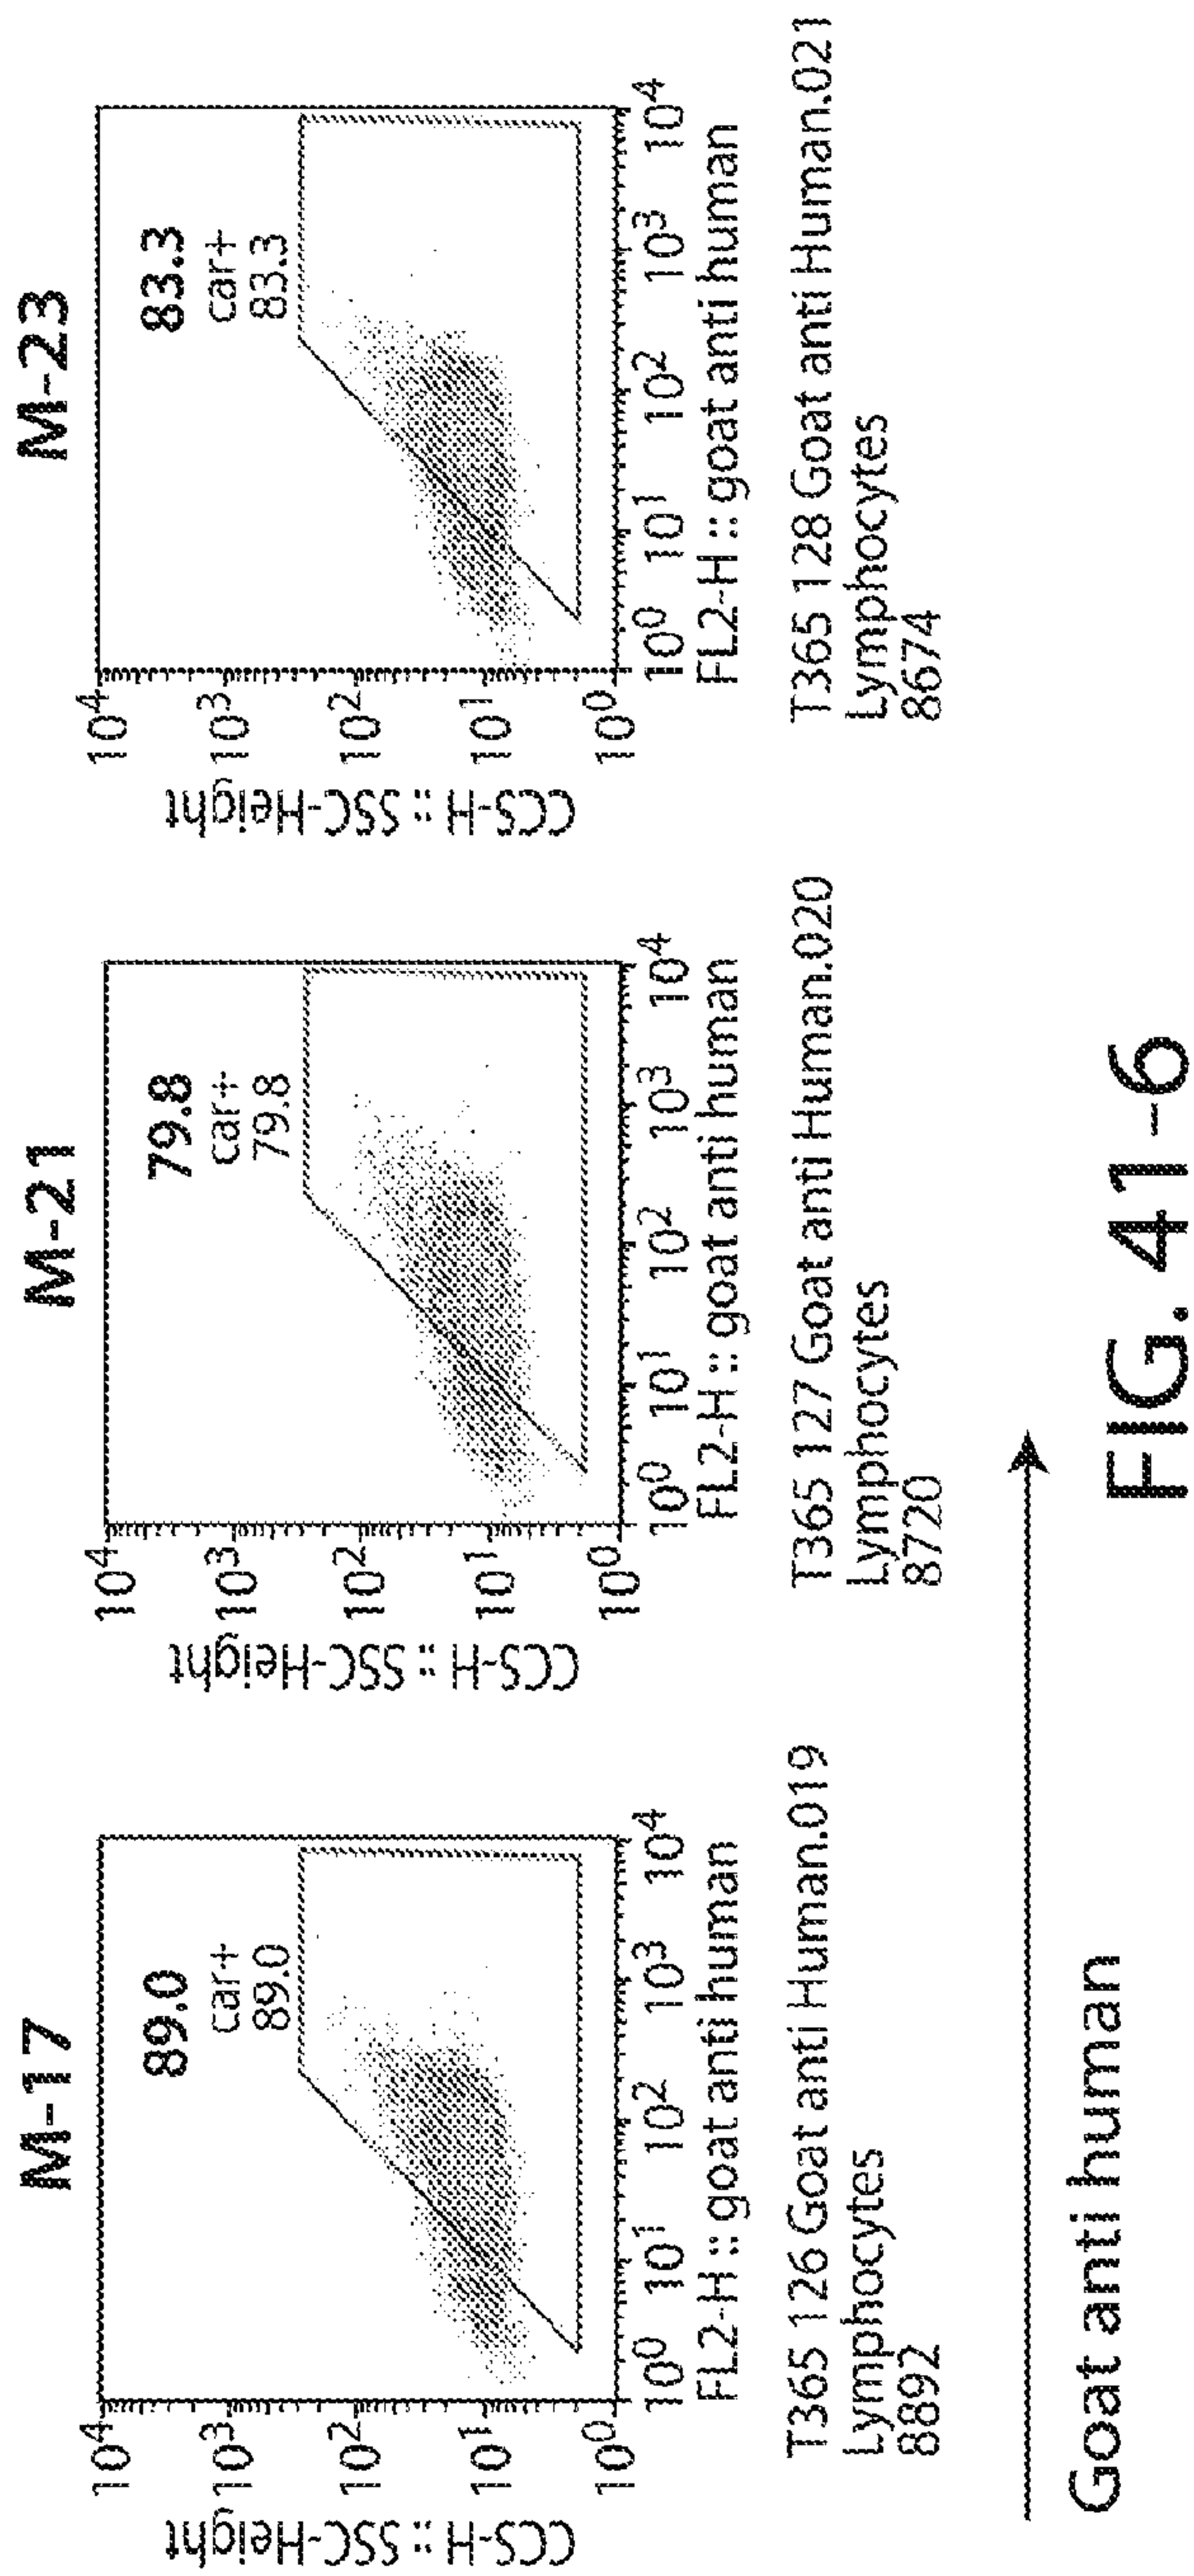 M-17
89.0
car+
89.0
CCS-H :: SSC-Height
10^4
10^3
10^2
10^1
10^0
10^0 10^1 10^2 10^3 10^4
FL2-H :: goat anti human
T365 126 Goat anti Human.019
Lymphocytes
8892
M-21
79.8
car+
79.8
CCS-H :: SSC-Height
10^4
10^3
10^2
10^1
10^0
10^0 10^1 10^2 10^3 10^4
FL2-H :: goat anti human
T365 127 Goat anti Human.020
Lymphocytes
8720
M-23
83.3
car+
83.3
CCS-H :: SSC-Height
10^4
10^3
10^2
10^1
10^0
10^0 10^1 10^2 10^3 10^4
FL2-H :: goat anti human
T365 128 Goat anti Human.021
Lymphocytes
8674
Goat anti human
FIG. 41-6